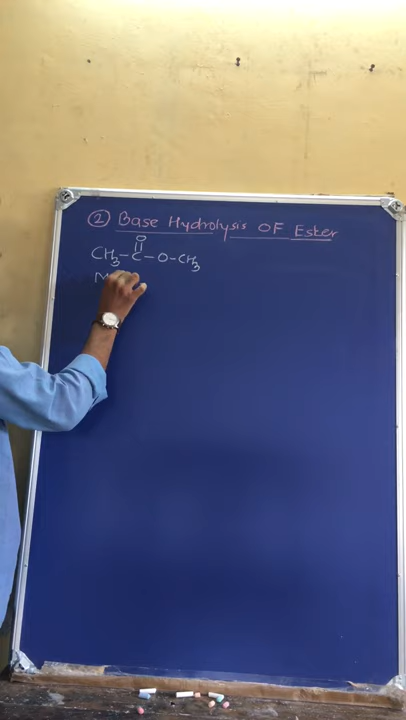 ② Base Hydrolysis OF Ester
O
CH₃-C-O-CH₃
M